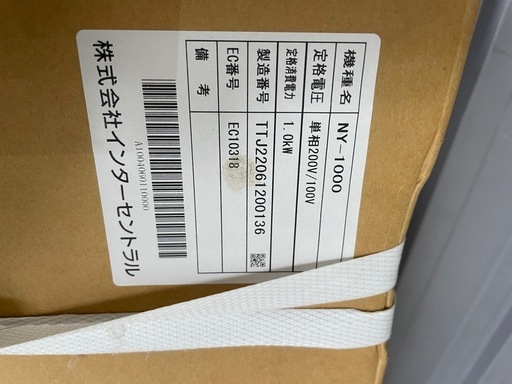 機種名 NY-1000
定格電圧 単相200V/100V
定格消費電力 1.0kW
製造番号 TTJ22061200136
EC番号 EC10318
備考
A1004060T10000
株式会社インターセントラル